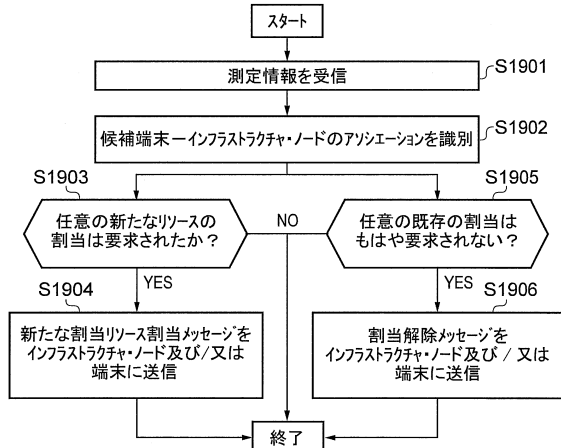 スタート
測定情報を受信
S1901
候補端末ーインフラストラクチャ・ノードのアソシエーションを識別
S1902
S1903
任意の新たなリソースの
割当は要求されたか？
NO
S1905
任意の既存の割当は
もはや要求されない？
YES
YES
S1904
新たな割当リソース割当メッセージを
インフラストラクチャ・ノード及び/又は
端末に送信
S1906
割当解除メッセージを
インフラストラクチャ・ノード及び / 又は
端末に送信
終了